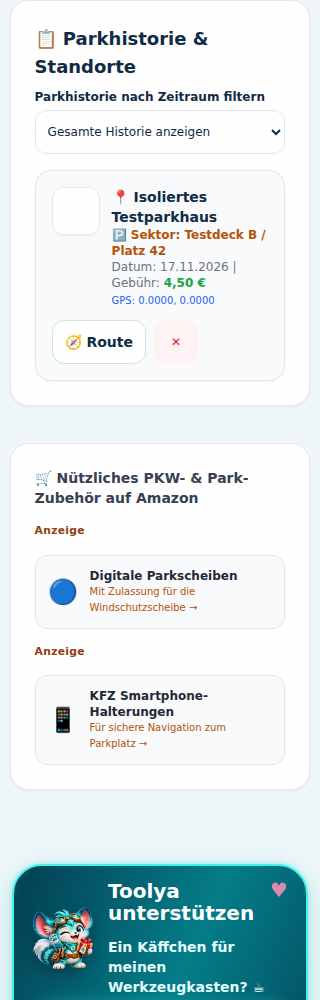 📋 Parkhistorie &
Standorte
Parkhistorie nach Zeitraum filtern
Gesamte Historie anzeigen
📍 Isoliertes
Testparkhaus
🅿️ Sektor: Testdeck B /
Platz 42
Datum: 17.11.2026 |
Gebühr: 4,50 €
GPS: 0.0000, 0.0000
🧭 Route
✕
🛒 Nützliches PKW- & Park-
Zubehör auf Amazon
Anzeige
Digitale Parkscheiben
Mit Zulassung für die
Windschutzscheibe →
Anzeige
KFZ Smartphone-
Halterungen
Für sichere Navigation zum
Parkplatz →
Toolya
unterstützen
Ein Käffchen für
meinen
Werkzeugkasten? ☕